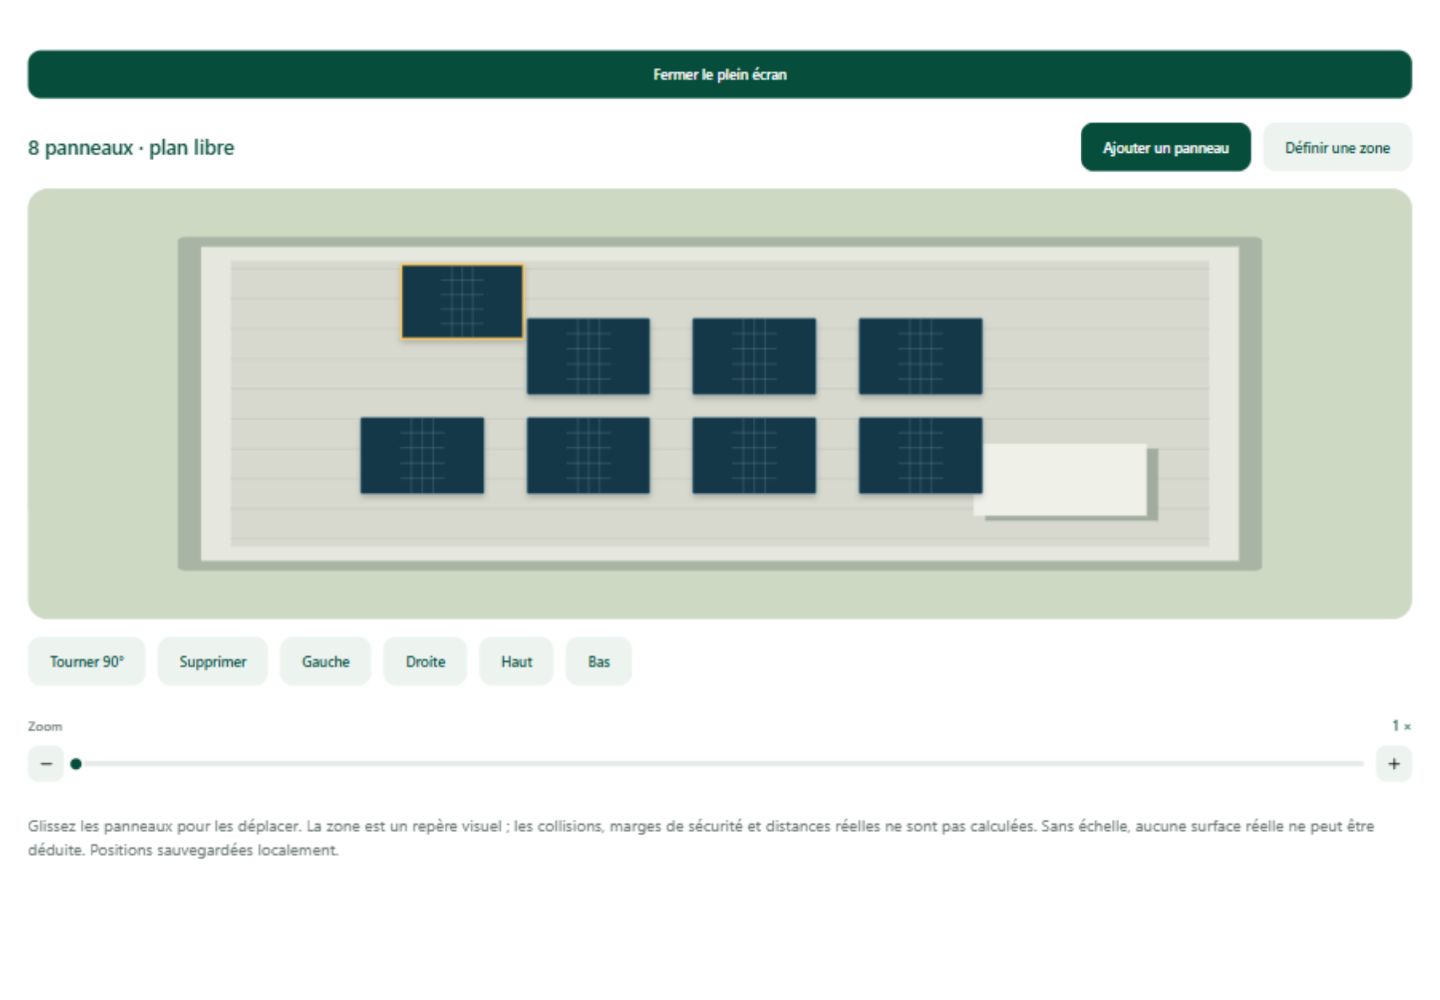 Fermer le plein écran
8 panneaux · plan libre
Ajouter un panneau
Définir une zone
Tourner 90°
Supprimer
Gauche
Droite
Haut
Bas
Zoom
1 ×
−
+
Glissez les panneaux pour les déplacer. La zone est un repère visuel ; les collisions, marges de sécurité et distances réelles ne sont pas calculées. Sans échelle, aucune surface réelle ne peut être
déduite. Positions sauvegardées localement.